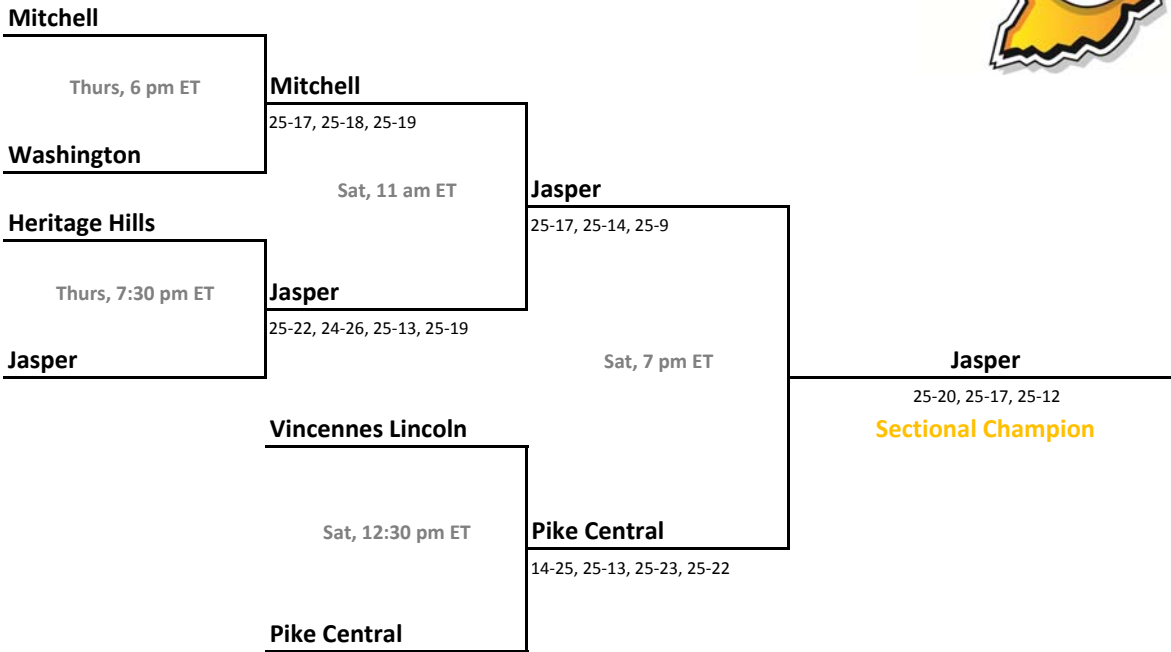 Mitchell
Thurs, 6 pm ET
Mitchell
25-17, 25-18, 25-19
Washington
Sat, 11 am ET
Jasper
Heritage Hills
25-17, 25-14, 25-9
Thurs, 7:30 pm ET
Jasper
25-22, 24-26, 25-13, 25-19
Jasper
Sat, 7 pm ET
Jasper
25-20, 25-17, 25-12
Vincennes Lincoln
Sectional Champion
Sat, 12:30 pm ET
Pike Central
14-25, 25-13, 25-23, 25-22
Pike Central